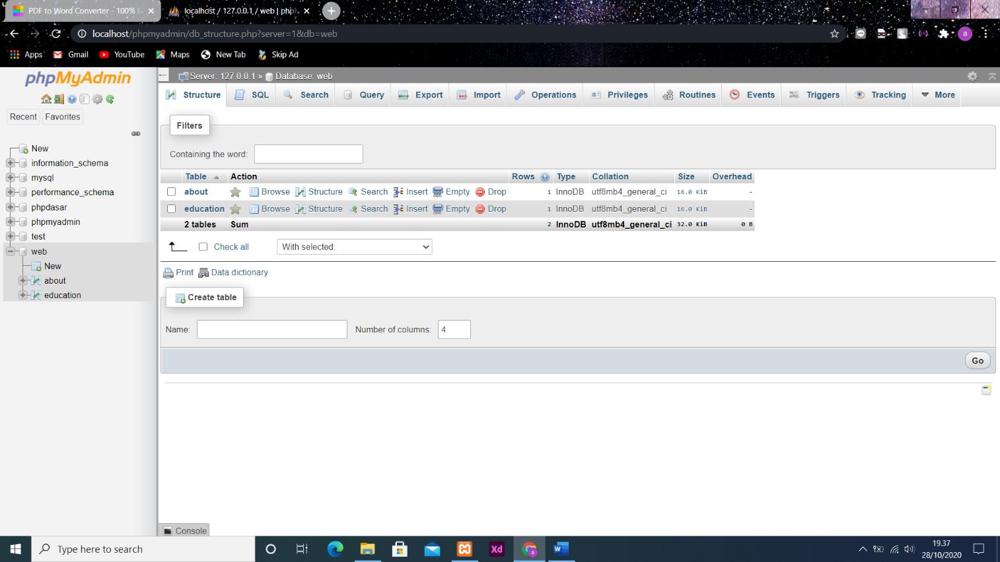 PDF to Word Converter - 100% F
localhost / 127.0.0.1 / web | phpl
localhost/phpmyadmin/db_structure.php?server=1&db=web
a
Apps Gmail YouTube Maps New Tab Skip Ad
phpMyAdmin
Recent Favorites
New
information_schema
mysql
performance_schema
phpdasar
phpmyadmin
test
web
New
about
education
Server: 127.0.0.1 » Database: web
Structure SQL Search Query Export Import Operations Privileges Routines Events Triggers Tracking More
Filters
Containing the word:
Table Action Rows Type Collation Size Overhead
about Browse Structure Search Insert Empty Drop 1 InnoDB utf8mb4_general_ci 16.0 KiB -
education Browse Structure Search Insert Empty Drop 1 InnoDB utf8mb4_general_ci 16.0 KiB -
2 tables Sum 2 InnoDB utf8mb4_general_ci 32.0 KiB 0 B
Check all With selected:
Print Data dictionary
Create table
Name: Number of columns: 4
Go
Console
Type here to search
Xd
19.37
28/10/2020